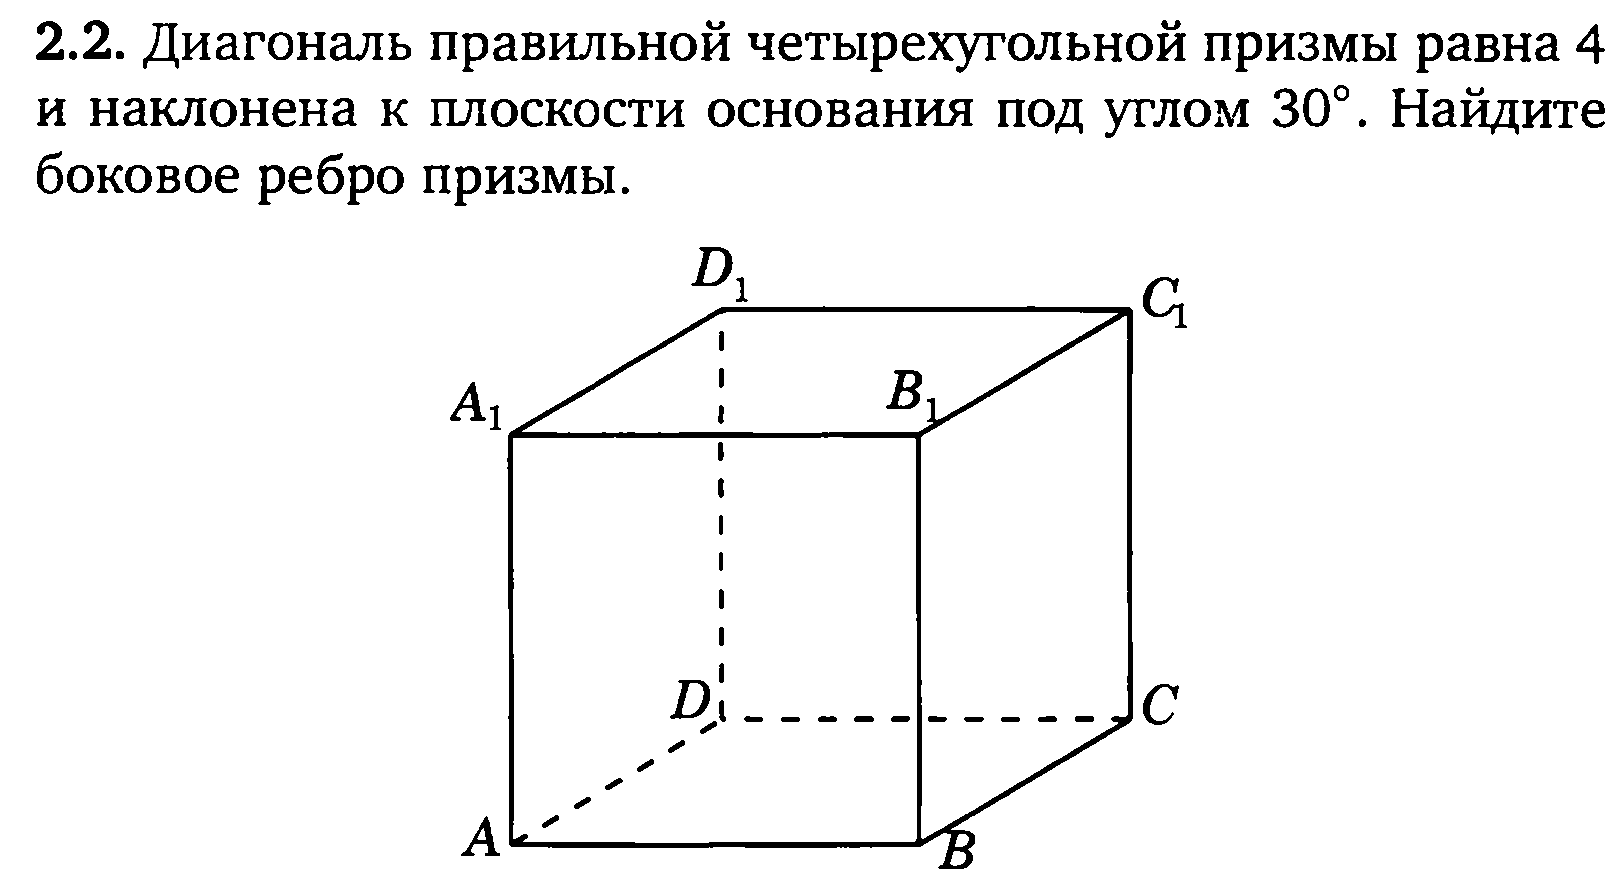 2.2. Диагональ правильной четырехугольной призмы равна 4
и наклонена к плоскости основания под углом 30°. Найдите
боковое ребро призмы.
D₁
C₁
A₁
B₁
D
C
A
B